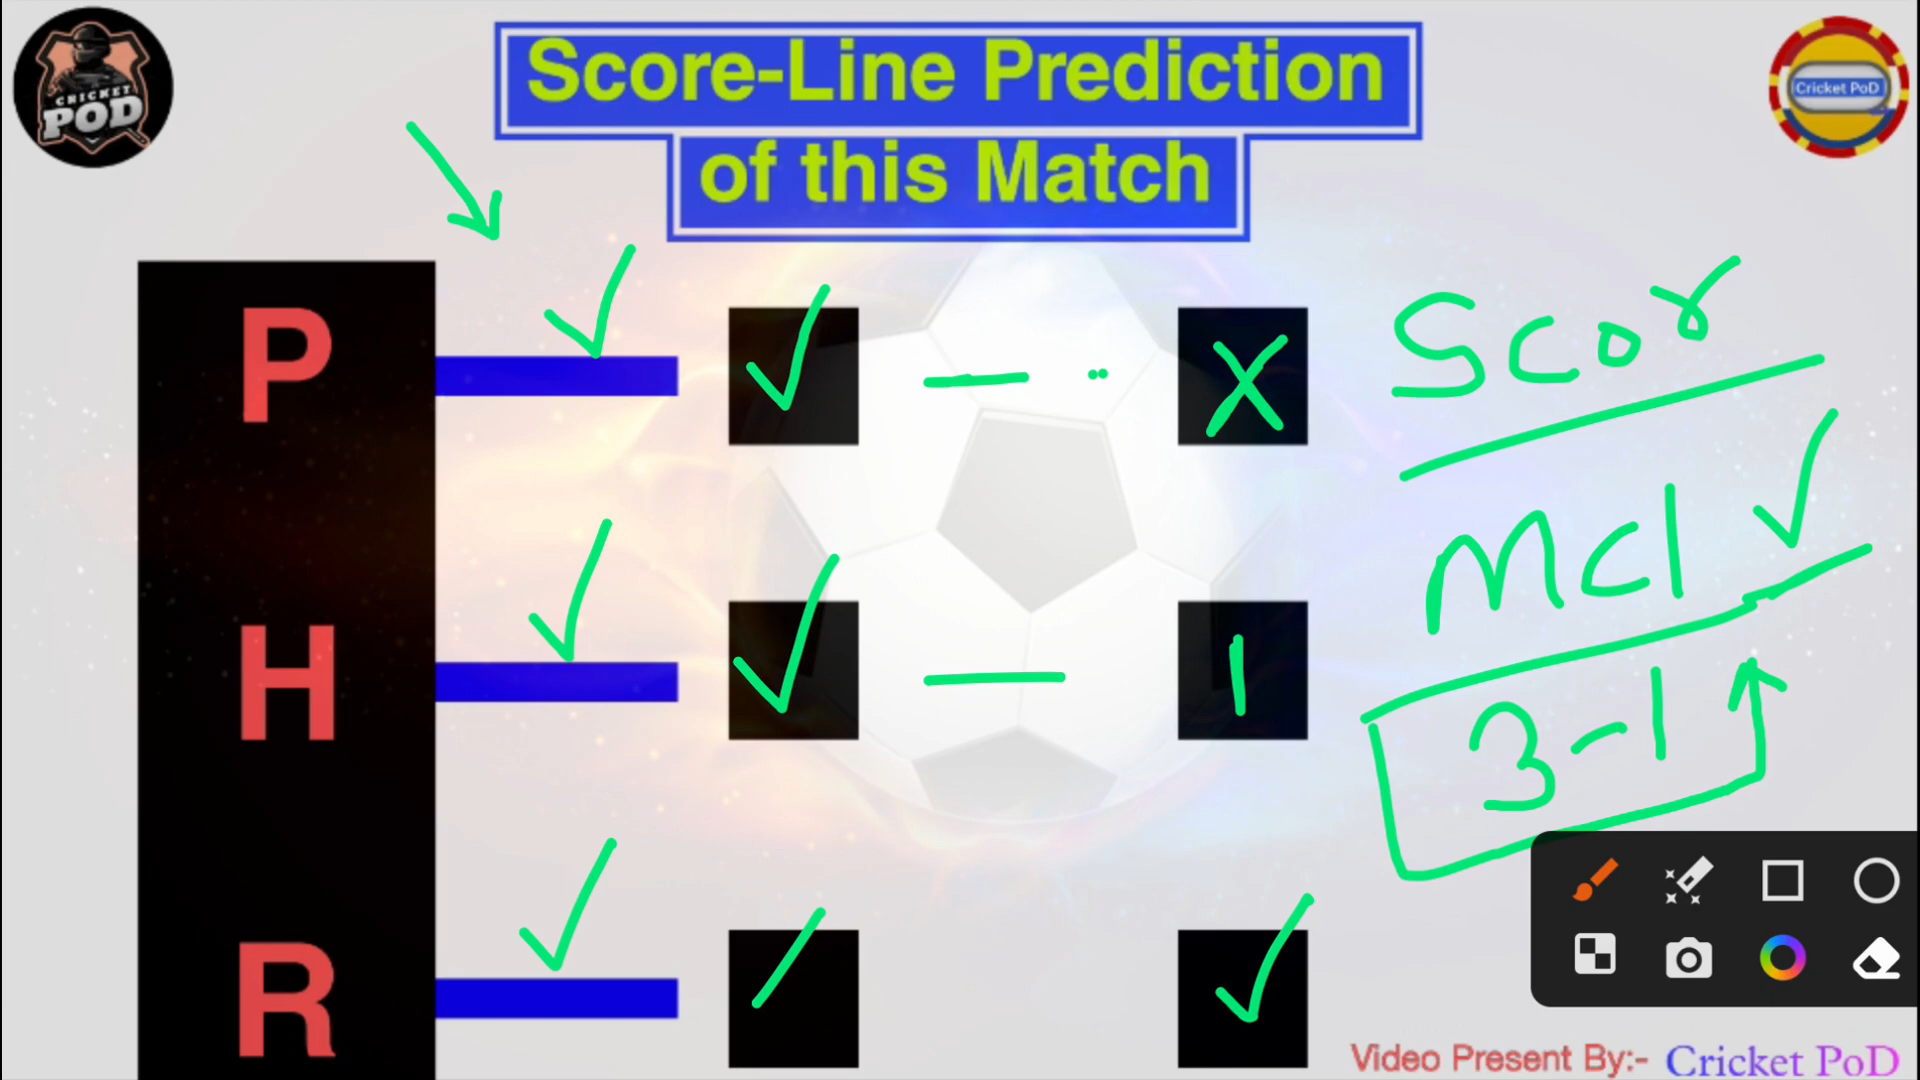 CRICKET
POD
Score-Line Prediction
of this Match
Cricket PoD
P
H
R
X
1
Scor
MCI
3-1
Video Present By:- Cricket PoD